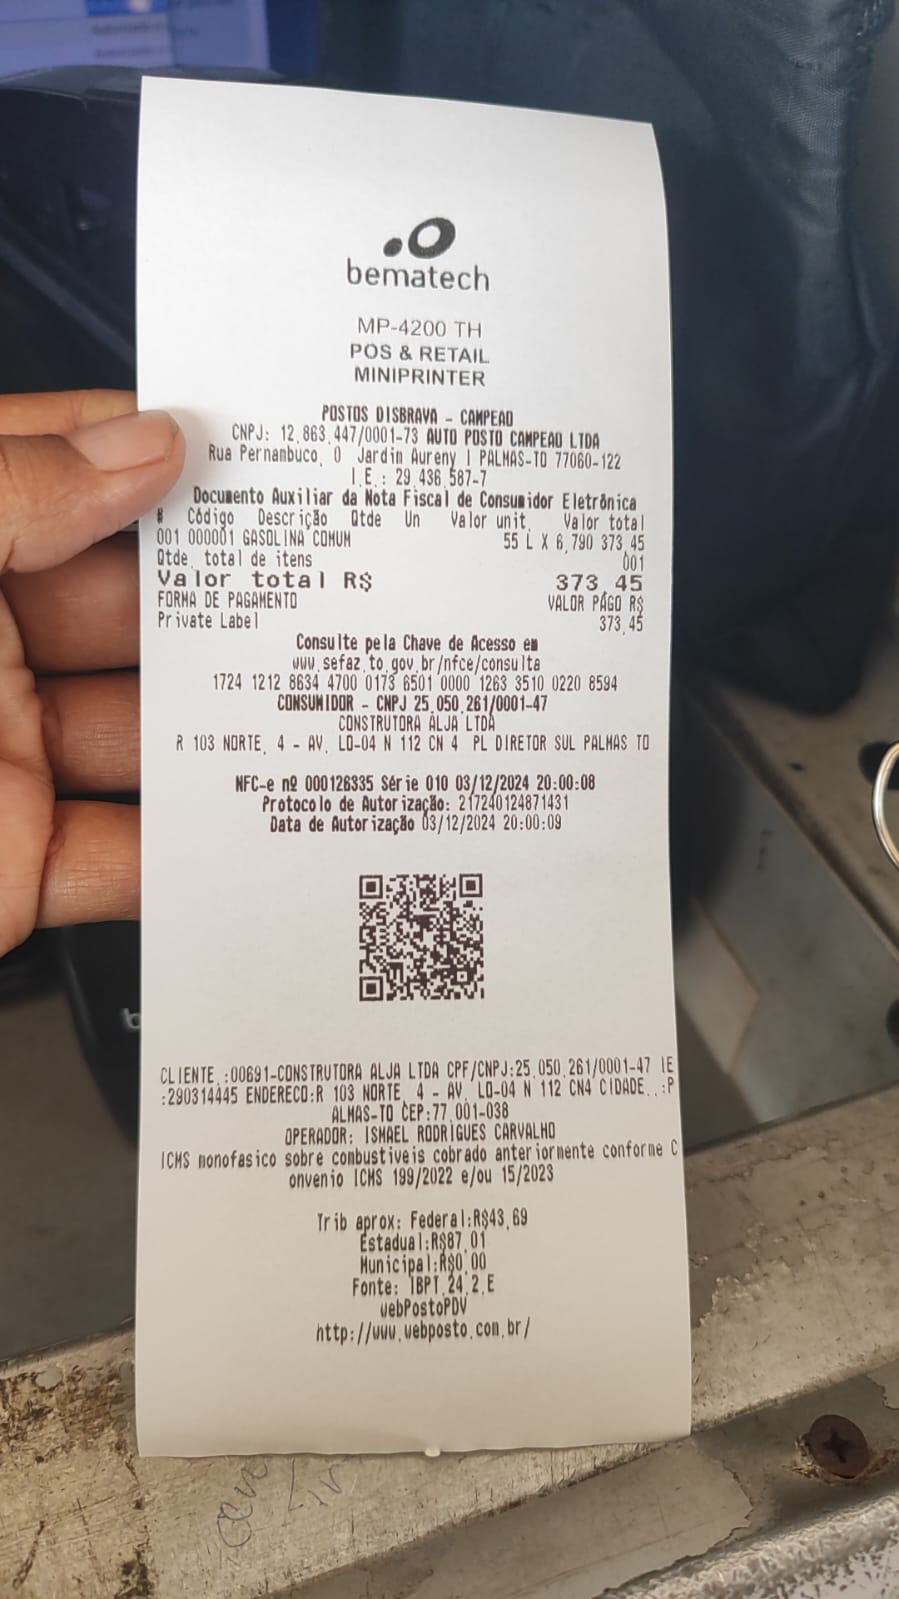 bematech
MP-4200 TH
POS & RETAIL
MINIPRINTER
POSTOS DISBRAVA - CAMPEAO
CNPJ: 12.863.447/0001-73 AUTO POSTO CAMPEAO LTDA
Rua Pernambuco, 0 Jardin Aureny I PALMAS-TO 77060-122
I.E.: 29.436.587-7
Documento Auxiliar da Nota Fiscal de Consumidor Eletrônica
# Código Descrição Qtde Un Valor unit. Valor total
001 000001 GASOLINA COMUM 55 L X 6,790 373,45
Qtde. total de itens 001
Valor total R$ 373,45
FORMA DE PAGAMENTO VALOR PAGO R$
Private Label 373,45
Consulte pela Chave de Acesso em
www.sefaz.to.gov.br/nfce/consulta
1724 1212 8634 4700 0173 6501 0000 1263 3510 0220 8594
CONSUMIDOR - CNPJ 25.050.261/0001-47
CONSTRUTORA ALJA LTDA
R 103 NORTE, 4 - AV. LO-04 N 112 CN 4 PL DIRETOR SUL PALMAS TO
NFC-e nº 000126335 Série 010 03/12/2024 20:00:08
Protocolo de Autorização: 217240124871431
Data de Autorização 03/12/2024 20:00:09
CLIENTE.:00691-CONSTRUTORA ALJA LTDA CPF/CNPJ:25.050.261/0001-47 IE
:290314445 ENDERECO:R 103 NORTE, 4 - AV. LO-04 N 112 CN4 CIDADE..:P
ALMAS-TO CEP:77.001-038
OPERADOR: ISMAEL RODRIGUES CARVALHO
ICMS monofasico sobre combustiveis cobrado anteriormente conforme C
onvenio ICMS 199/2022 e/ou 15/2023
Trib aprox: Federal:R$43,69
Estadual:R$87,01
Municipal:R$0,00
Fonte: IBPT.24.2.E
webPostoPDV
http://www.webposto.com.br/